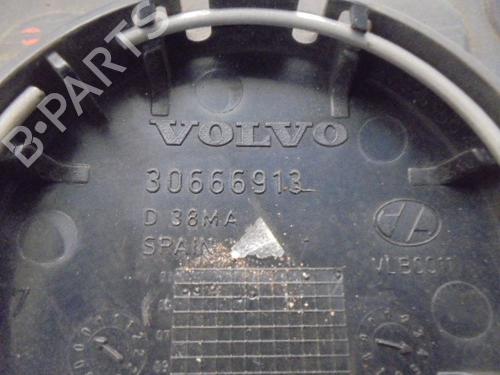 B-PARTS
VOLVO
30666913
D 38MA
SPAIN
VLB0011